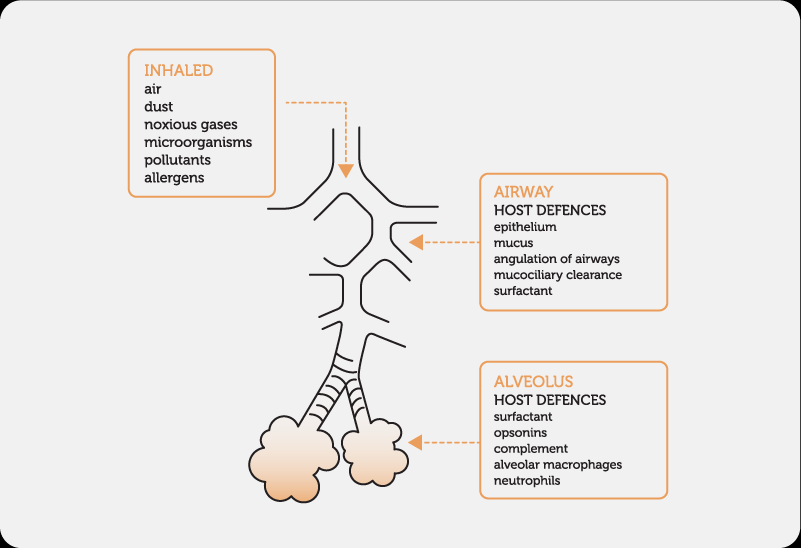 INHALED
air
dust
noxious gases
microorganisms
pollutants
allergens
AIRWAY
HOST DEFENCES
epithelium
mucus
angulation of airways
mucociliary clearance
surfactant
ALVEOLUS
HOST DEFENCES
surfactant
opsonins
complement
alveolar macrophages
neutrophils